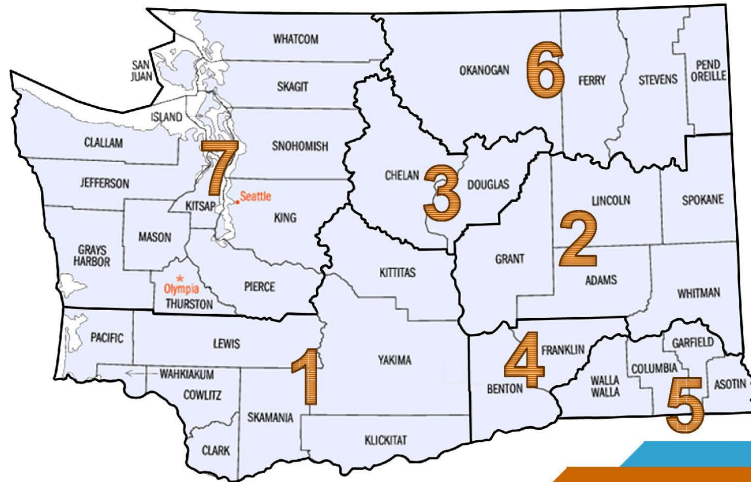 WHATCOM
SAN
JUAN
SKAGIT
ISLAND
CLALLAM
SNOHOMISH
JEFFERSON
7
KITSAP
Seattle
KING
MASON
GRAYS
HARBOR
Olympia
THURSTON
PIERCE
OKANOGAN
6
FERRY
STEVENS
PEND
OREILLE
CHELAN
3
DOUGLAS
LINCOLN
SPOKANE
2
GRANT
ADAMS
WHITMAN
KITTITAS
PACIFIC
LEWIS
YAKIMA
WAHKIAKUM
1
COWLITZ
SKAMANIA
CLARK
KLICKITAT
FRANKLIN
4
BENTON
GARFIELD
COLUMBIA
WALLA
WALLA
ASOTIN
5